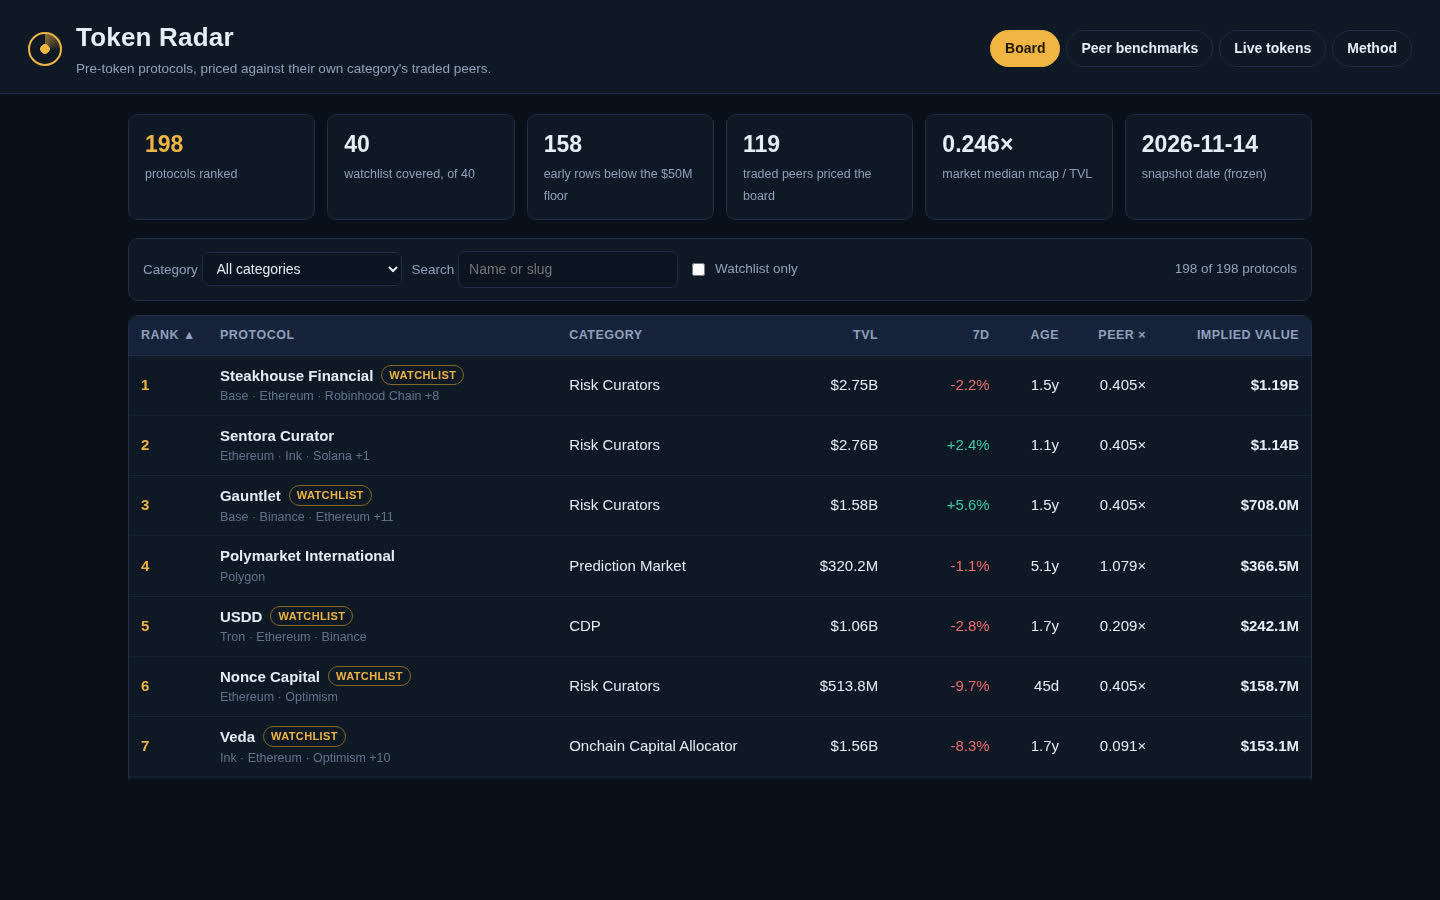 Token Radar
Pre-token protocols, priced against their own category's traded peers.
Board
Peer benchmarks
Live tokens
Method
198
protocols ranked
40
watchlist covered, of 40
158
early rows below the $50M
floor
119
traded peers priced the
board
0.246×
market median mcap / TVL
2026-11-14
snapshot date (frozen)
Category All categories Search Name or slug Watchlist only 198 of 198 protocols
RANK ▲ PROTOCOL CATEGORY TVL 7D AGE PEER × IMPLIED VALUE
1 Steakhouse Financial WATCHLIST Risk Curators $2.75B -2.2% 1.5y 0.405× $1.19B
Base · Ethereum · Robinhood Chain +8
2 Sentora Curator Risk Curators $2.76B +2.4% 1.1y 0.405× $1.14B
Ethereum · Ink · Solana +1
3 Gauntlet WATCHLIST Risk Curators $1.58B +5.6% 1.5y 0.405× $708.0M
Base · Binance · Ethereum +11
4 Polymarket International Prediction Market $320.2M -1.1% 5.1y 1.079× $366.5M
Polygon
5 USDD WATCHLIST CDP $1.06B -2.8% 1.7y 0.209× $242.1M
Tron · Ethereum · Binance
6 Nonce Capital WATCHLIST Risk Curators $513.8M -9.7% 45d 0.405× $158.7M
Ethereum · Optimism
7 Veda WATCHLIST Onchain Capital Allocator $1.56B -8.3% 1.7y 0.091× $153.1M
Ink · Ethereum · Optimism +10